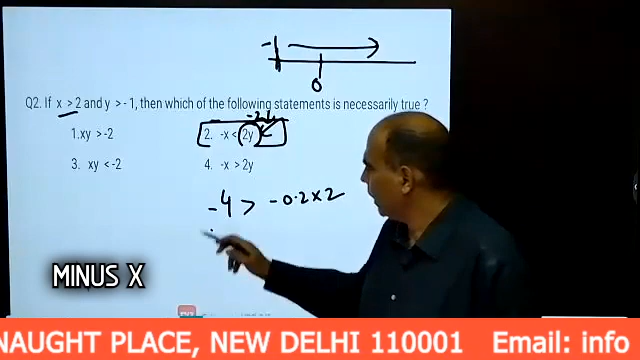 -1
0
Q2. If x > 2 and y > - 1, then which of the following statements is necessarily true ?
1.xy > -2
2. -x < 2y
3. xy < -2
4. -x > 2y
-4 > -0.2 x 2
MINUS X
NAUGHT PLACE, NEW DELHI 110001 Email: info